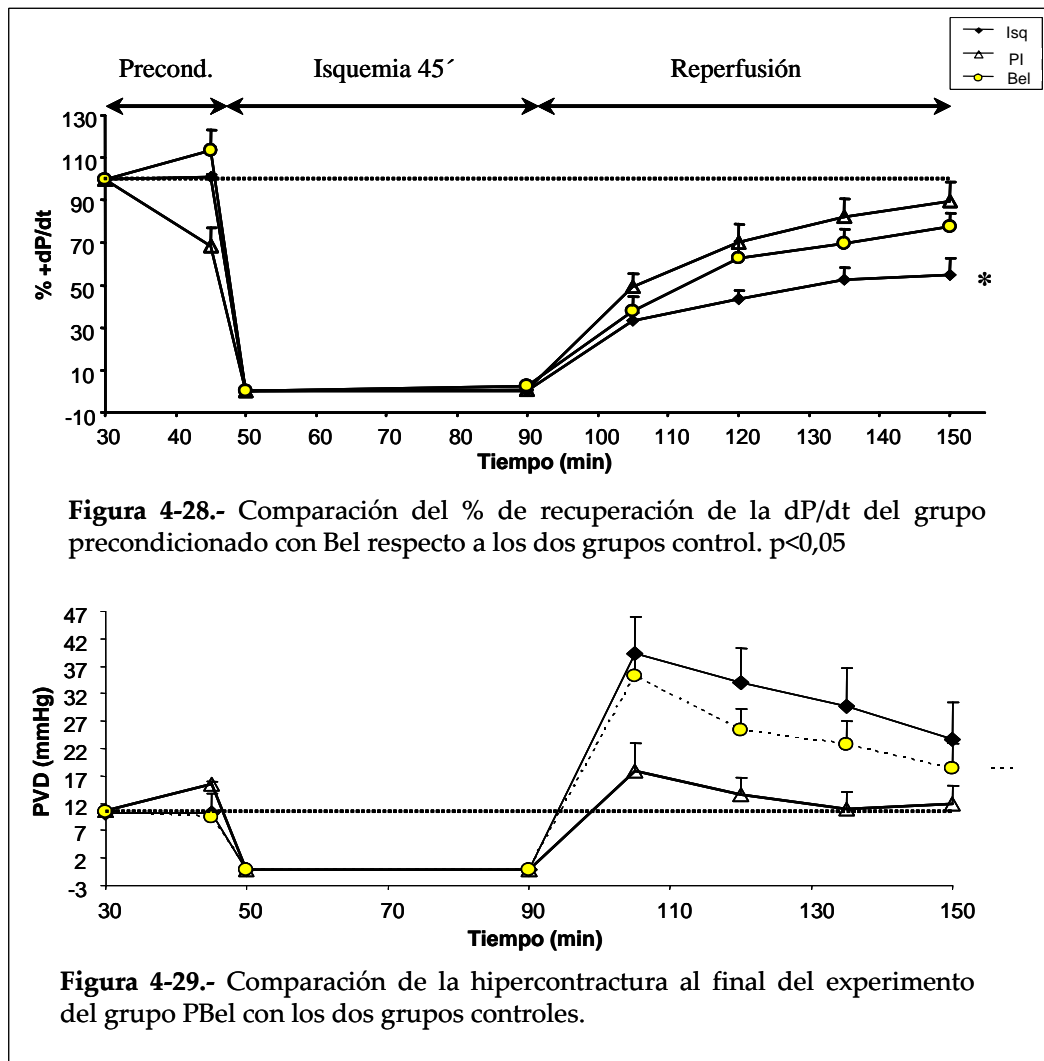 Isq
PI
Bel
Precond.
Isquemia 45´
Reperfusión
130
110
90
70
50
30
10
-10
% +dP/dt
*
30
40
50
60
70
80
90
100
110
120
130
140
150
Tiempo (min)
Figura 4-28.- Comparación del % de recuperación de la dP/dt del grupo
precondicionado con Bel respecto a los dos grupos control. p<0,05
47
42
37
32
27
22
17
12
7
2
-3
PVD (mmHg)
30
50
70
90
110
130
150
Tiempo (min)
Figura 4-29.- Comparación de la hipercontractura al final del experimento
del grupo PBel con los dos grupos controles.